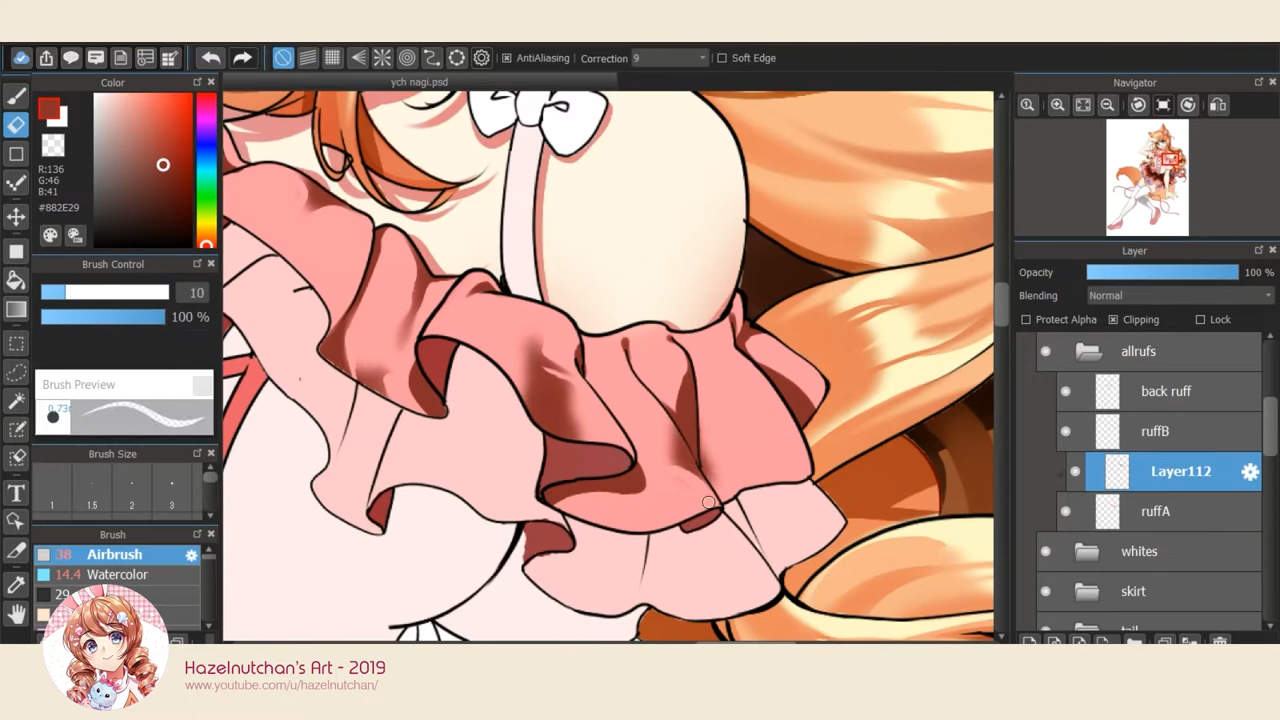 AntiAliasing Correction 9 Soft Edge
Color
ych nagi.psd
Navigator
R:136
G:46
B:41
#882E29
Brush Control
10
100 %
Brush Preview
0.73
Brush Size
1 1.5 2 3
Brush
38 Airbrush
14.4 Watercolor
29
Layer
Opacity 100 %
Blending Normal
Protect Alpha Clipping Lock
allrufs
back ruff
ruffB
Layer112
ruffA
whites
skirt
Hazelnutchan's Art - 2019
www.youtube.com/u/hazelnutchan/